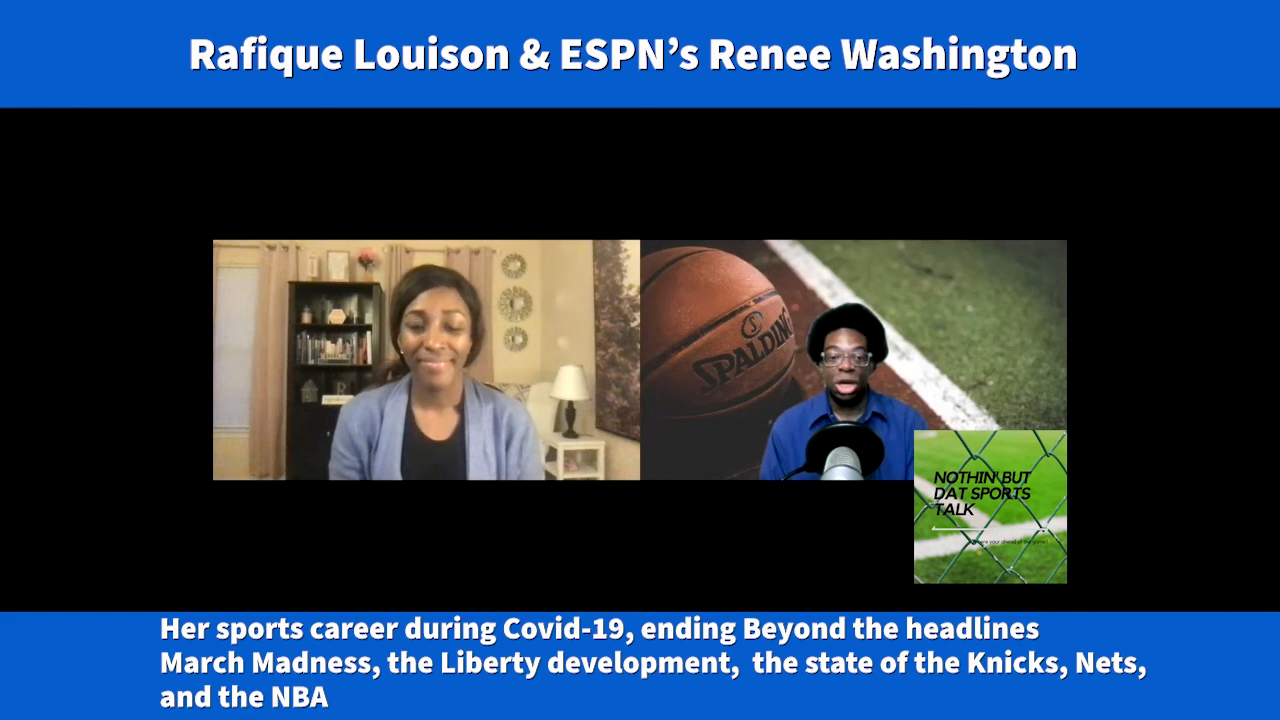 Rafique Louison & ESPN’s Renee Washington
SPALDING
NOTHIN' BUT
DAT SPORTS
TALK
Her sports career during Covid-19, ending Beyond the headlines
March Madness, the Liberty development, the state of the Knicks, Nets,
and the NBA